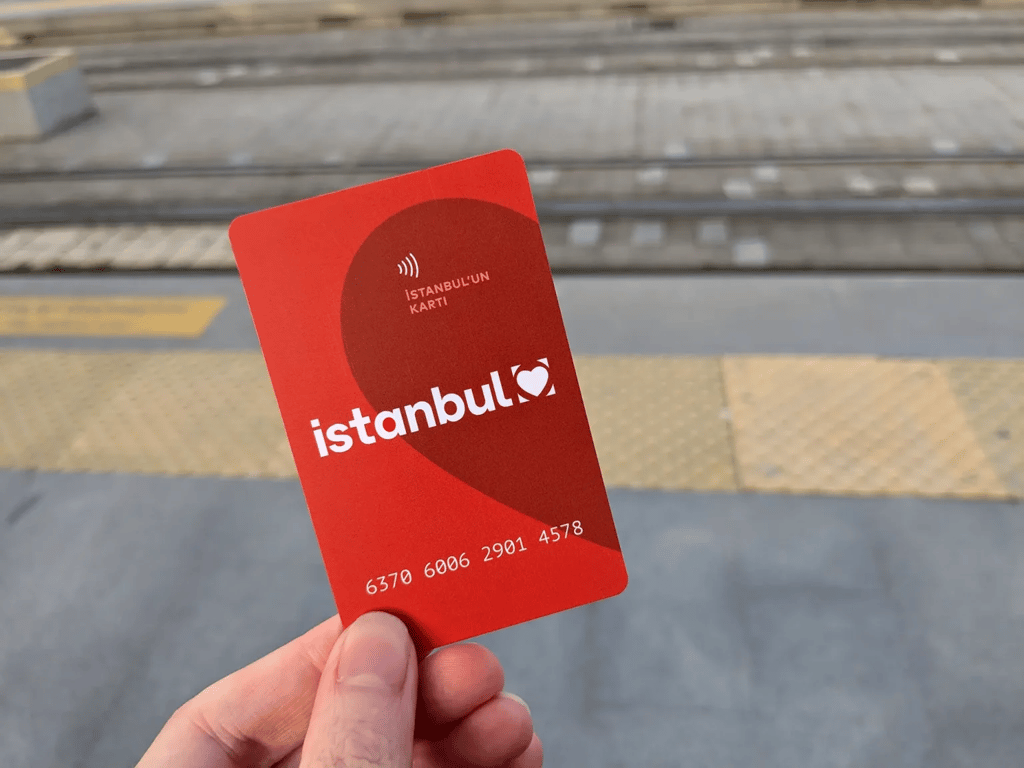 İSTANBUL'UN
KARTI
istanbul
6370 6006 2901 4578